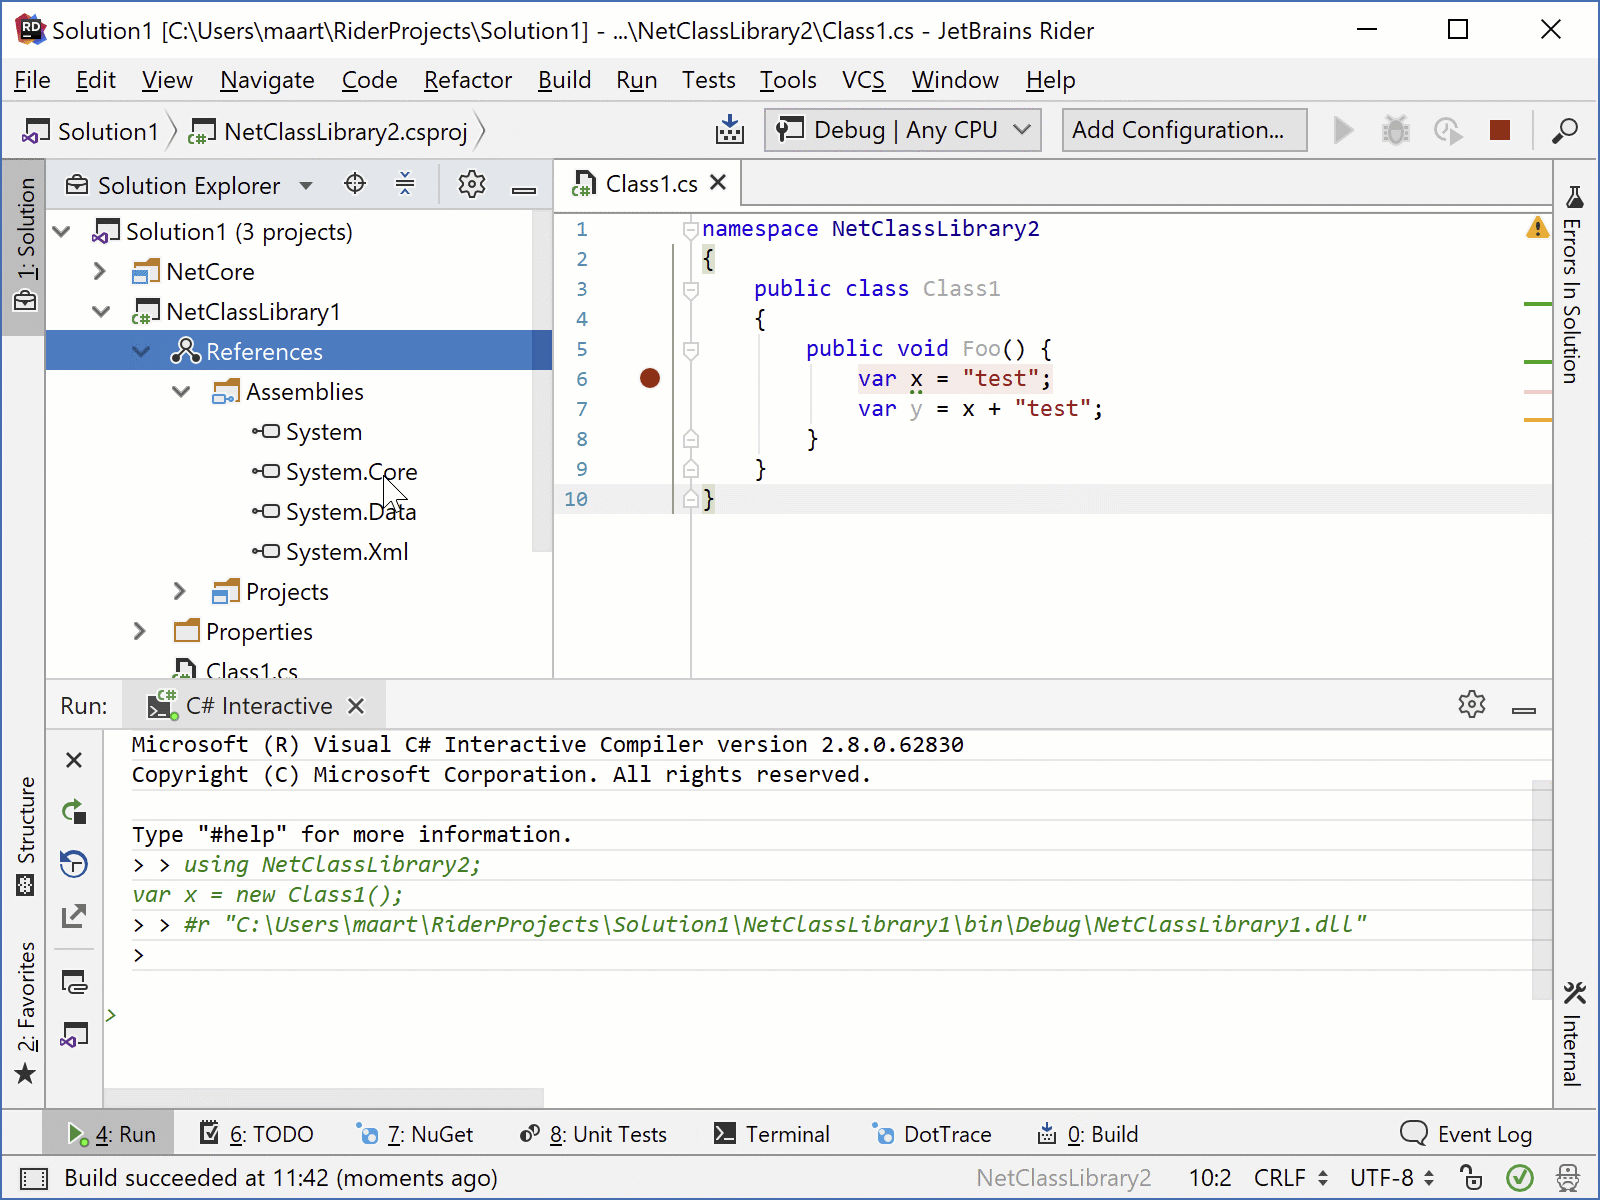 Solution1 [C:\Users\maart\RiderProjects\Solution1] - ...\NetClassLibrary2\Class1.cs - JetBrains Rider
File Edit View Navigate Code Refactor Build Run Tests Tools VCS Window Help
Solution1 NetClassLibrary2.csproj Debug | Any CPU Add Configuration...
1: Solution
Solution Explorer
Solution1 (3 projects)
NetCore
NetClassLibrary1
References
Assemblies
System
System.Core
System.Data
System.Xml
Projects
Properties
Class1.cs
Class1.cs
1 namespace NetClassLibrary2
2 {
3 public class Class1
4 {
5 public void Foo() {
6 var x = "test";
7 var y = x + "test";
8 }
9 }
10 }
Errors In Solution
Run: C# Interactive
Microsoft (R) Visual C# Interactive Compiler version 2.8.0.62830
Copyright (C) Microsoft Corporation. All rights reserved.
Type "#help" for more information.
> > using NetClassLibrary2;
var x = new Class1();
> > #r "C:\Users\maart\RiderProjects\Solution1\NetClassLibrary1\bin\Debug\NetClassLibrary1.dll"
>
>
Structure
2: Favorites
Internal
4: Run 6: TODO 7: NuGet 8: Unit Tests Terminal DotTrace 0: Build Event Log
Build succeeded at 11:42 (moments ago) NetClassLibrary2 10:2 CRLF UTF-8